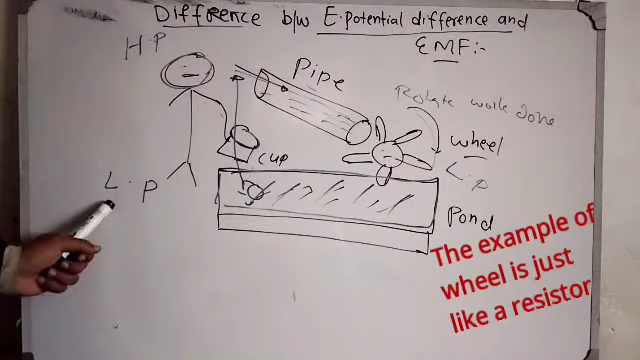 Difference b/w E.potential difference and
EMF:-
H.P
Pipe
Rotate work done
wheel
L.P
cup
L.P
Pond
The example of
wheel is just
like a resistor